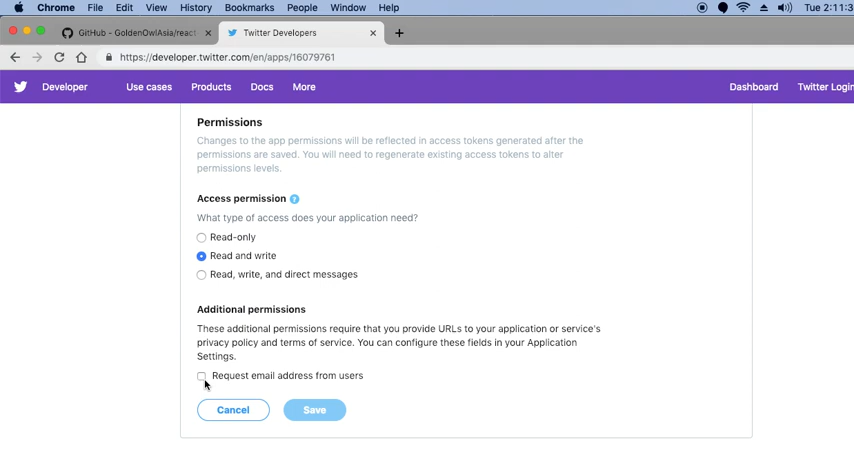 Chrome File Edit View History Bookmarks People Window Help Tue 2:11:3
GitHub - GoldenOwlAsia/react × Twitter Developers × +
https://developer.twitter.com/en/apps/16079761
Developer Use cases Products Docs More Dashboard Twitter Login
Permissions
Changes to the app permissions will be reflected in access tokens generated after the
permissions are saved. You will need to regenerate existing access tokens to alter
permissions levels.
Access permission ?
What type of access does your application need?
Read-only
Read and write
Read, write, and direct messages
Additional permissions
These additional permissions require that you provide URLs to your application or service's
privacy policy and terms of service. You can configure these fields in your Application
Settings.
Request email address from users
Cancel Save